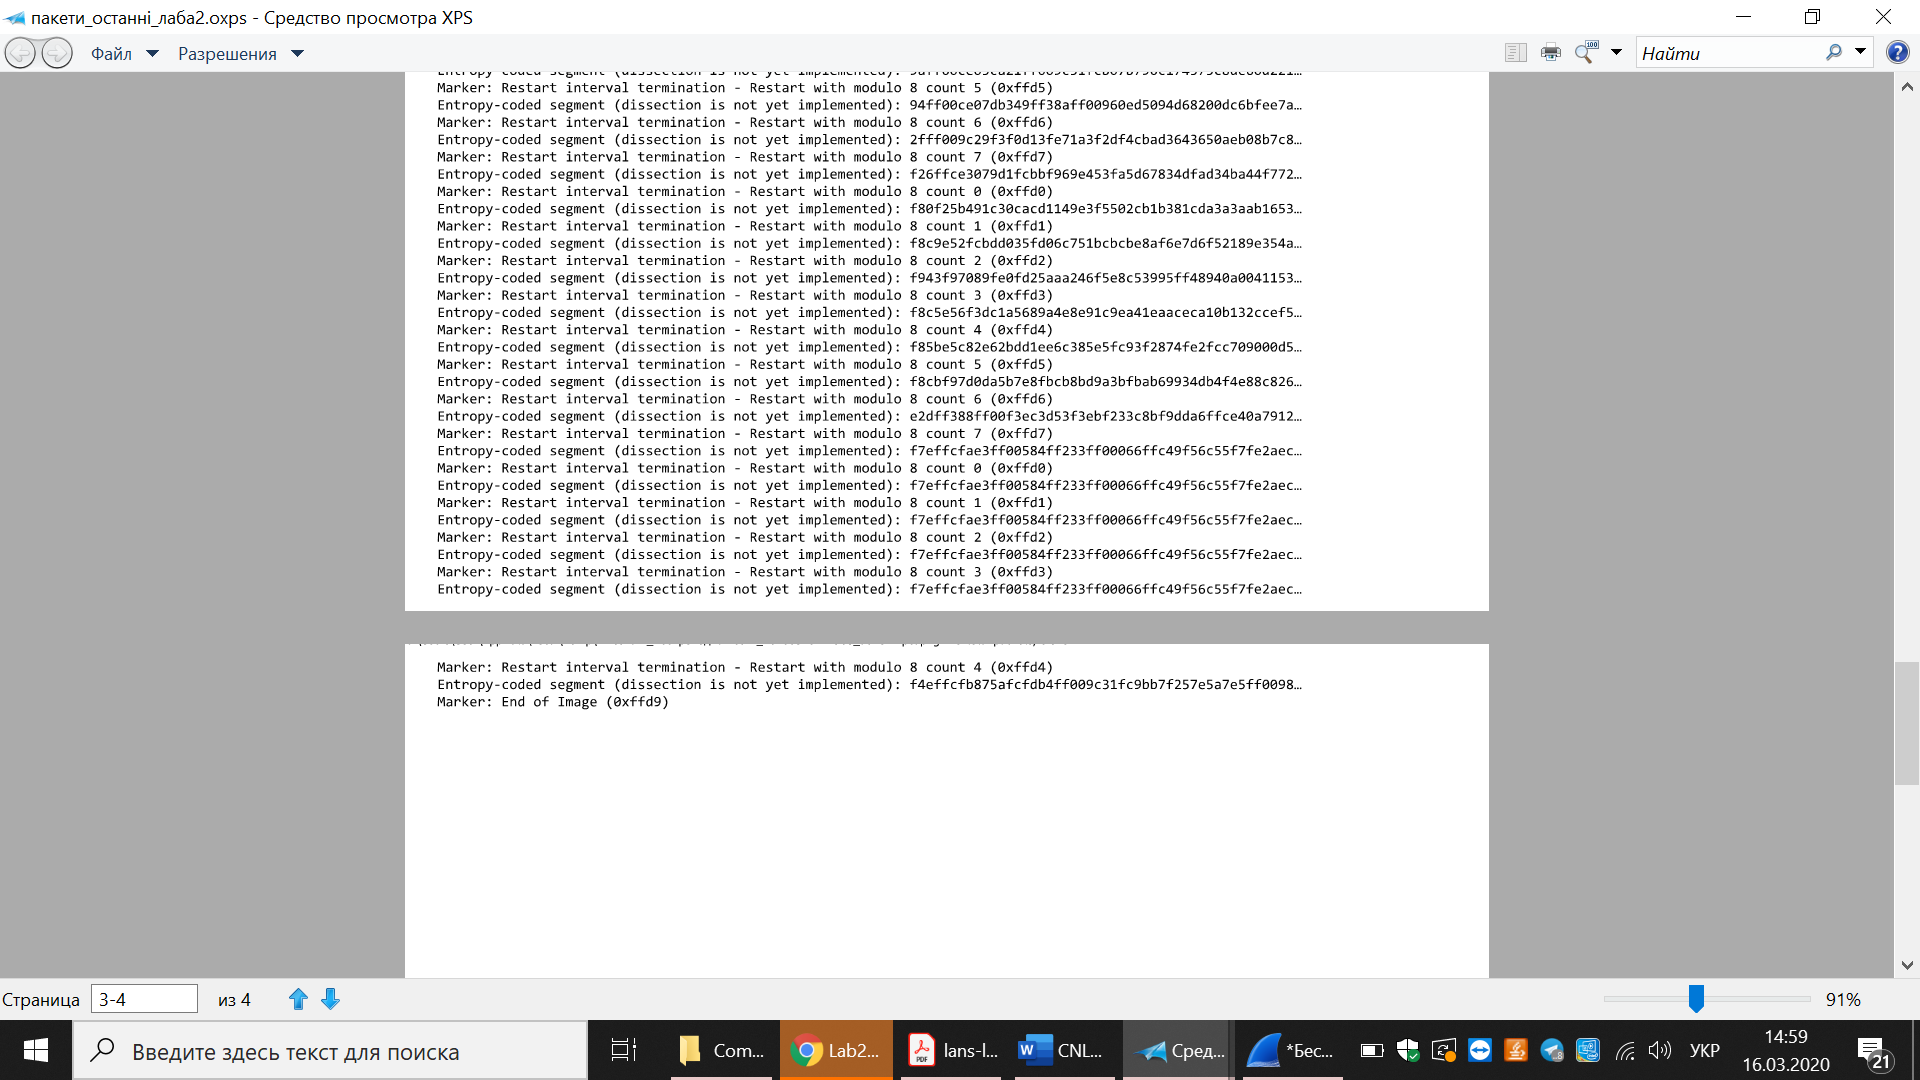 пакети_останні_лаба2.oxps - Средство просмотра XPS
Файл
Разрешения
100
Найти
Marker: Restart interval termination - Restart with modulo 8 count 5 (0xffd5)
Entropy-coded segment (dissection is not yet implemented): 94ff00ce07db349ff38aff00960ed5094d68200dc6bfee7a…
Marker: Restart interval termination - Restart with modulo 8 count 6 (0xffd6)
Entropy-coded segment (dissection is not yet implemented): 2fff009c29f3f0d13fe71a3f2df4cbad3643650aeb08b7c8…
Marker: Restart interval termination - Restart with modulo 8 count 7 (0xffd7)
Entropy-coded segment (dissection is not yet implemented): f26ffce3079d1fcbbf969e453fa5d67834dfad34ba44f772…
Marker: Restart interval termination - Restart with modulo 8 count 0 (0xffd0)
Entropy-coded segment (dissection is not yet implemented): f80f25b491c30cacd1149e3f5502cb1b381cda3a3aab1653…
Marker: Restart interval termination - Restart with modulo 8 count 1 (0xffd1)
Entropy-coded segment (dissection is not yet implemented): f8c9e52fcbdd035fd06c751bcbcbe8af6e7d6f52189e354a…
Marker: Restart interval termination - Restart with modulo 8 count 2 (0xffd2)
Entropy-coded segment (dissection is not yet implemented): f943f97089fe0fd25aaa246f5e8c53995ff48940a0041153…
Marker: Restart interval termination - Restart with modulo 8 count 3 (0xffd3)
Entropy-coded segment (dissection is not yet implemented): f8c5e56f3dc1a5689a4e8e91c9ea41eaaceca10b132ccef5…
Marker: Restart interval termination - Restart with modulo 8 count 4 (0xffd4)
Entropy-coded segment (dissection is not yet implemented): f85be5c82e62bdd1ee6c385e5fc93f2874fe2fcc709000d5…
Marker: Restart interval termination - Restart with modulo 8 count 5 (0xffd5)
Entropy-coded segment (dissection is not yet implemented): f8cbf97d0da5b7e8fbcb8bd9a3bfbab69934db4f4e88c826…
Marker: Restart interval termination - Restart with modulo 8 count 6 (0xffd6)
Entropy-coded segment (dissection is not yet implemented): e2dff388ff00f3ec3d53f3ebf233c8bf9dda6ffce40a7912…
Marker: Restart interval termination - Restart with modulo 8 count 7 (0xffd7)
Entropy-coded segment (dissection is not yet implemented): f7effcfae3ff00584ff233ff00066ffc49f56c55f7fe2aec…
Marker: Restart interval termination - Restart with modulo 8 count 0 (0xffd0)
Entropy-coded segment (dissection is not yet implemented): f7effcfae3ff00584ff233ff00066ffc49f56c55f7fe2aec…
Marker: Restart interval termination - Restart with modulo 8 count 1 (0xffd1)
Entropy-coded segment (dissection is not yet implemented): f7effcfae3ff00584ff233ff00066ffc49f56c55f7fe2aec…
Marker: Restart interval termination - Restart with modulo 8 count 2 (0xffd2)
Entropy-coded segment (dissection is not yet implemented): f7effcfae3ff00584ff233ff00066ffc49f56c55f7fe2aec…
Marker: Restart interval termination - Restart with modulo 8 count 3 (0xffd3)
Entropy-coded segment (dissection is not yet implemented): f7effcfae3ff00584ff233ff00066ffc49f56c55f7fe2aec…
Marker: Restart interval termination - Restart with modulo 8 count 4 (0xffd4)
Entropy-coded segment (dissection is not yet implemented): f4effcfb875afcfdb4ff009c31fc9bb7f257e5a7e5ff0098…
Marker: End of Image (0xffd9)
Страница 3-4 из 4
91%
Введите здесь текст для поиска
Com...
Lab2...
lans-l...
CNL...
Сред...
*Бес...
УКР
14:59
16.03.2020
21